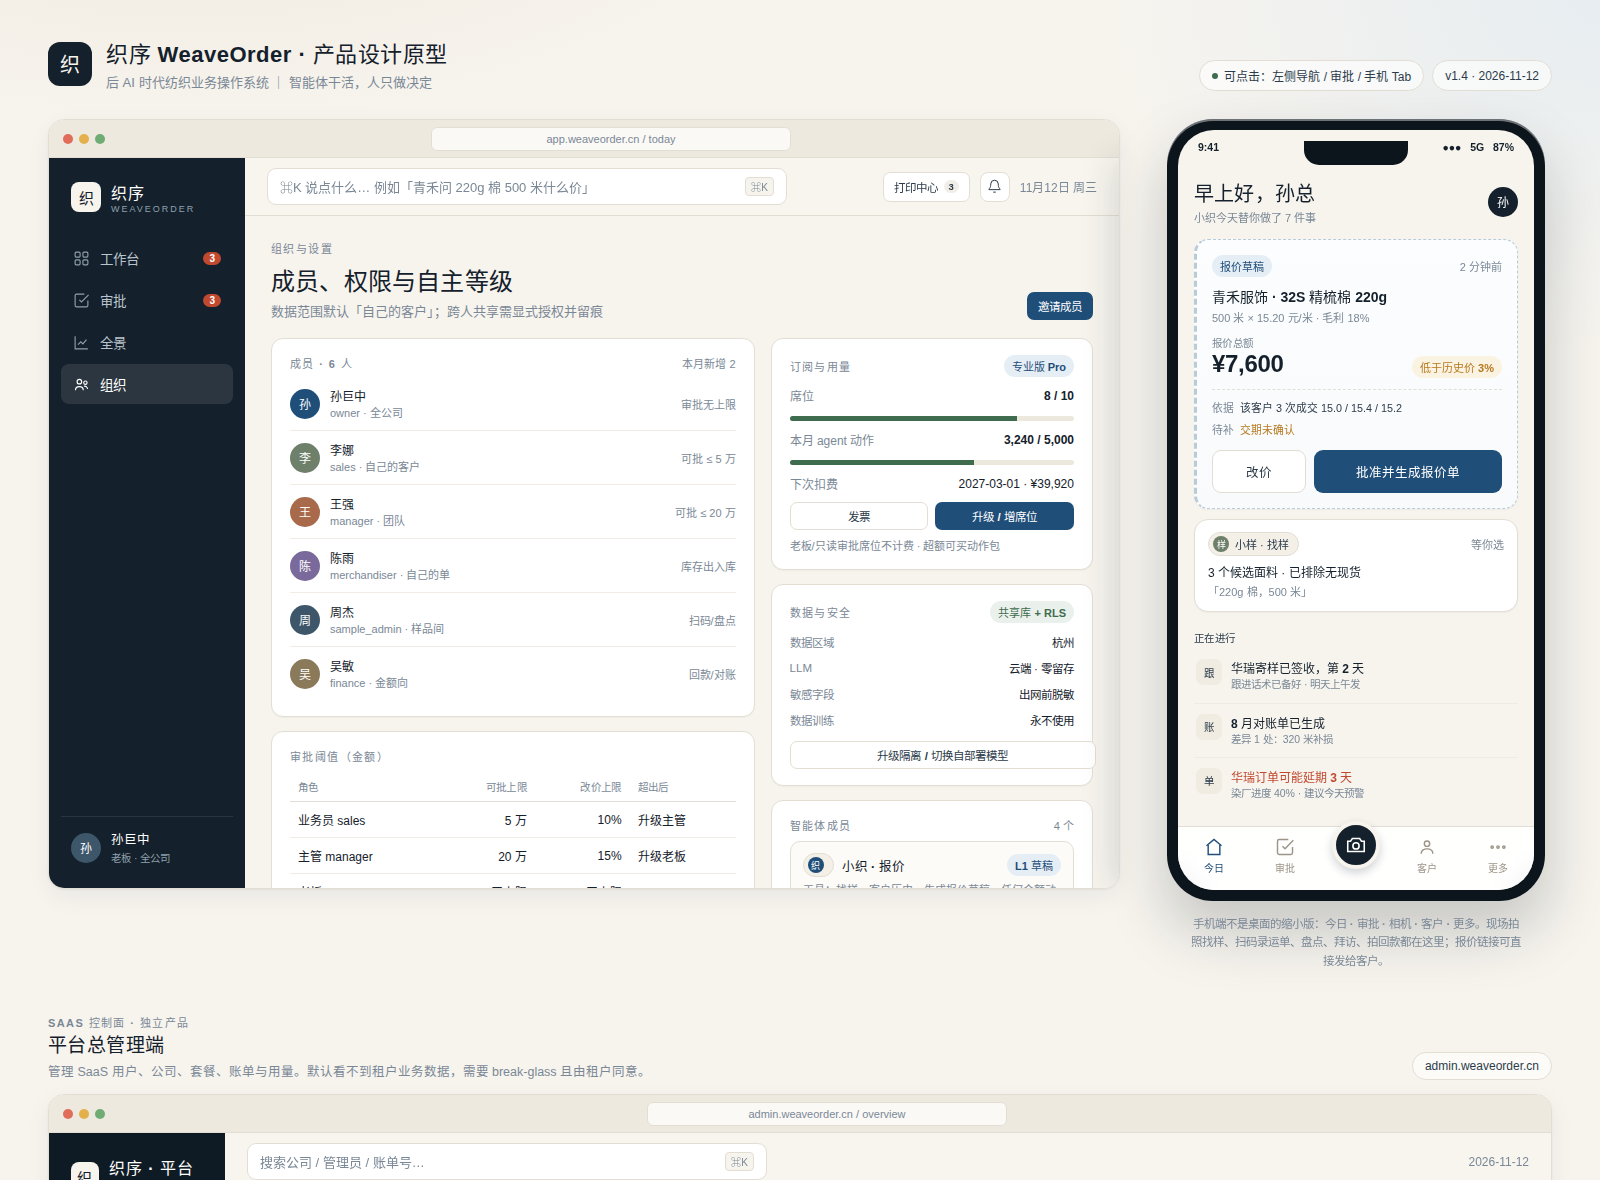 织
织序 WeaveOrder · 产品设计原型
后 AI 时代纺织业务操作系统 | 智能体干活，人只做决定
可点击：左侧导航 / 审批 / 手机 Tab
v1.4 · 2026-11-12
app.weaveorder.cn / today
织
织序
WEAVEORDER
工作台 3
审批 3
全景
组织
孙
孙巨中
老板 · 全公司
⌘K 说点什么… 例如「青禾问 220g 棉 500 米什么价」 ⌘K
打印中心 3
11月12日 周三
组织与设置
成员、权限与自主等级
数据范围默认「自己的客户」；跨人共享需显式授权并留痕
邀请成员
成员 · 6 人 本月新增 2
孙
孙巨中
owner · 全公司
审批无上限
李
李娜
sales · 自己的客户
可批 ≤ 5 万
王
王强
manager · 团队
可批 ≤ 20 万
陈
陈雨
merchandiser · 自己的单
库存出入库
周
周杰
sample_admin · 样品间
扫码/盘点
吴
吴敏
finance · 金额向
回款/对账
审批阈值（金额）
角色 可批上限 改价上限 超出后
业务员 sales 5 万 10% 升级主管
主管 manager 20 万 15% 升级老板
订阅与用量 专业版 Pro
席位 8 / 10
本月 agent 动作 3,240 / 5,000
下次扣费 2027-03-01 · ¥39,920
发票 升级 / 增席位
老板/只读审批席位不计费 · 超额可买动作包
数据与安全 共享库 + RLS
数据区域 杭州
LLM 云端 · 零留存
敏感字段 出网前脱敏
数据训练 永不使用
升级隔离 / 切换自部署模型
智能体成员 4 个
织 小织 · 报价 L1 草稿
9:41 5G 87%
早上好，孙总
小织今天替你做了 7 件事
孙
报价草稿 2 分钟前
青禾服饰 · 32S 精梳棉 220g
500 米 × 15.20 元/米 · 毛利 18%
报价总额
¥7,600
低于历史价 3%
依据 该客户 3 次成交 15.0 / 15.4 / 15.2
待补 交期未确认
改价 批准并生成报价单
样 小样 · 找样 等你选
3 个候选面料 · 已排除无现货
「220g 棉，500 米」
正在进行
跟
华瑞寄样已签收，第 2 天
跟进话术已备好 · 明天上午发
账
8 月对账单已生成
差异 1 处：320 米补损
单
华瑞订单可能延期 3 天
染厂进度 40% · 建议今天预警
今日 审批 客户 更多
手机端不是桌面的缩小版：今日 · 审批 · 相机 · 客户 · 更多。现场拍
照找样、扫码录运单、盘点、拜访、拍回款都在这里；报价链接可直
接发给客户。
SAAS 控制面 · 独立产品
平台总管理端
管理 SaaS 用户、公司、套餐、账单与用量。默认看不到租户业务数据，需要 break-glass 且由租户同意。
admin.weaveorder.cn
admin.weaveorder.cn / overview
织
织序 · 平台
搜索公司 / 管理员 / 账单号… ⌘K
2026-11-12